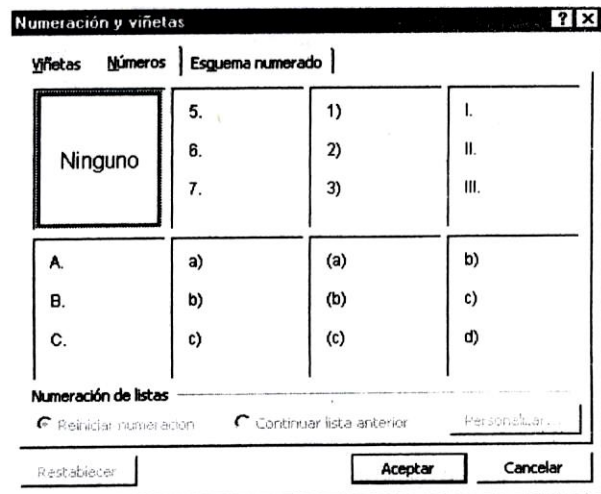 Numeración y viñetas
Viñetas Números Esquema numerado
Ninguno
5.
6.
7.
1)
2)
3)
I.
II.
III.
A.
B.
C.
a)
b)
c)
(a)
(b)
(c)
b)
c)
d)
Numeración de listas
Reiniciar numeración Continuar lista anterior Personalizar...
Restablecer Aceptar Cancelar